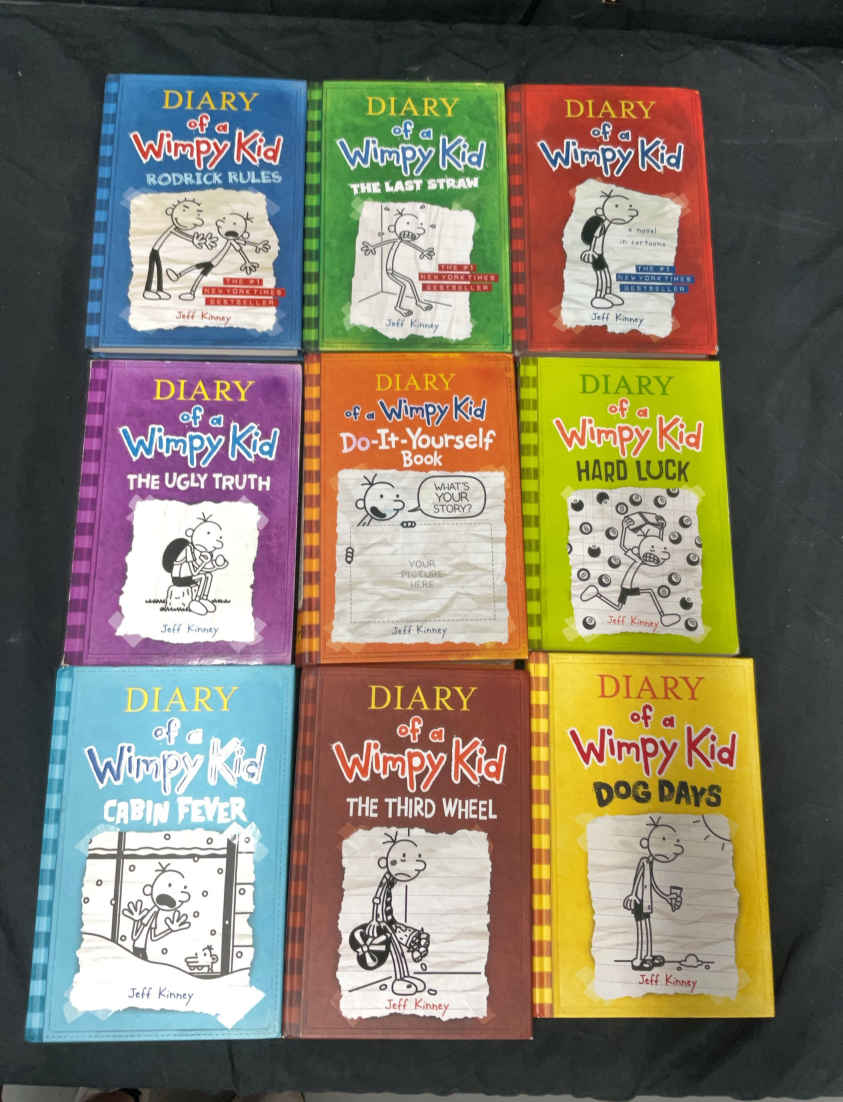 DIARY
of a
Wimpy Kid
RODRICK RULES
THE #1
NEW YORK TIMES
BESTSELLER
Jeff Kinney
DIARY
of a
Wimpy Kid
THE LAST STRAW
THE #1
NEW YORK TIMES
BESTSELLER
Jeff Kinney
DIARY
of a
Wimpy Kid
a novel
in cartoons
THE #1
NEW YORK TIMES
BESTSELLER
Jeff Kinney
DIARY
of a
Wimpy Kid
THE UGLY TRUTH
Jeff Kinney
DIARY
of a Wimpy Kid
Do-It-Yourself
Book
WHAT'S
YOUR
STORY?
YOUR
PICTURE
HERE
Jeff Kinney
DIARY
of a
Wimpy Kid
HARD LUCK
Jeff Kinney
DIARY
of a
Wimpy Kid
CABIN FEVER
Jeff Kinney
DIARY
of a
Wimpy Kid
THE THIRD WHEEL
Jeff Kinney
DIARY
of a
Wimpy Kid
DOG DAYS
Jeff Kinney